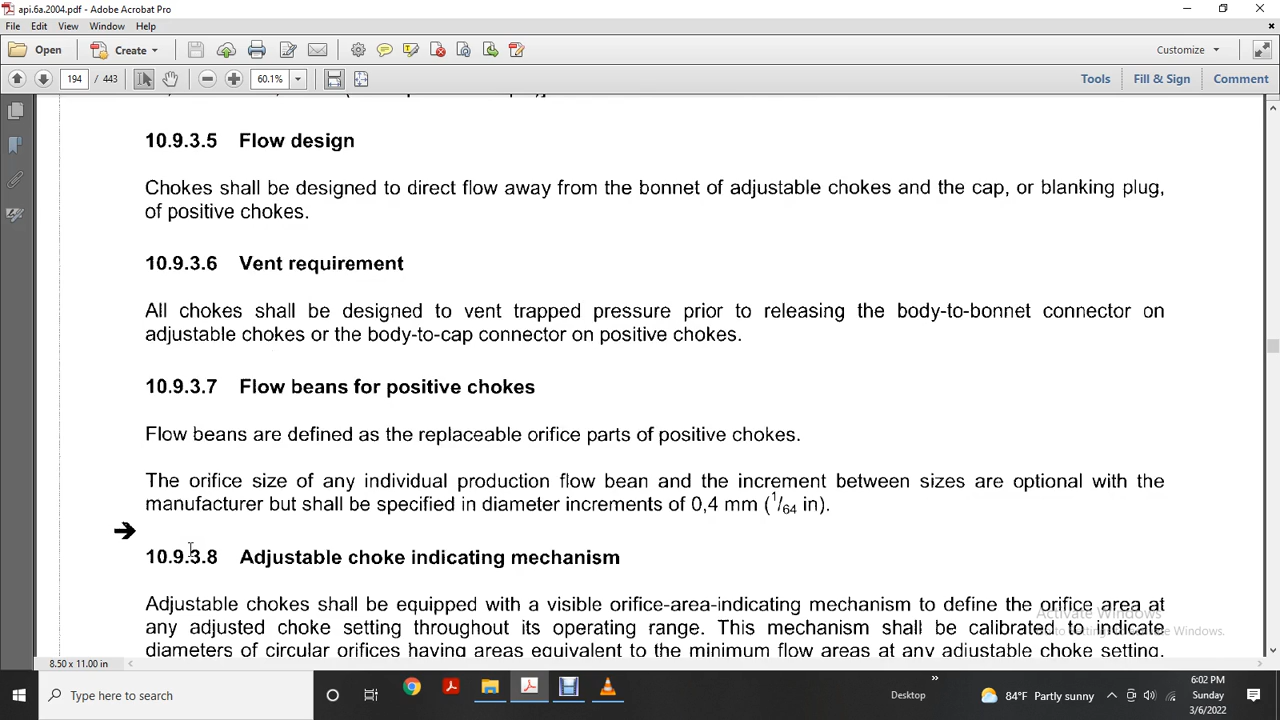 api.6a.2004.pdf - Adobe Acrobat Pro
File Edit View Window Help
Open Create Customize
194 / 443 60.1% Tools Fill & Sign Comment
10.9.3.5 Flow design
Chokes shall be designed to direct flow away from the bonnet of adjustable chokes and the cap, or blanking plug,
of positive chokes.
10.9.3.6 Vent requirement
All chokes shall be designed to vent trapped pressure prior to releasing the body-to-bonnet connector on
adjustable chokes or the body-to-cap connector on positive chokes.
10.9.3.7 Flow beans for positive chokes
Flow beans are defined as the replaceable orifice parts of positive chokes.
The orifice size of any individual production flow bean and the increment between sizes are optional with the
manufacturer but shall be specified in diameter increments of 0,4 mm (1/64 in).
➔
10.9.3.8 Adjustable choke indicating mechanism
Adjustable chokes shall be equipped with a visible orifice-area-indicating mechanism to define the orifice area at
any adjusted choke setting throughout its operating range. This mechanism shall be calibrated to indicate
diameters of circular orifices having areas equivalent to the minimum flow areas at any adjustable choke setting.
Activate Windows
Go to Settings to activate Windows.
8.50 x 11.00 in
Type here to search
Desktop
84°F Partly sunny
6:02 PM
Sunday
3/6/2022